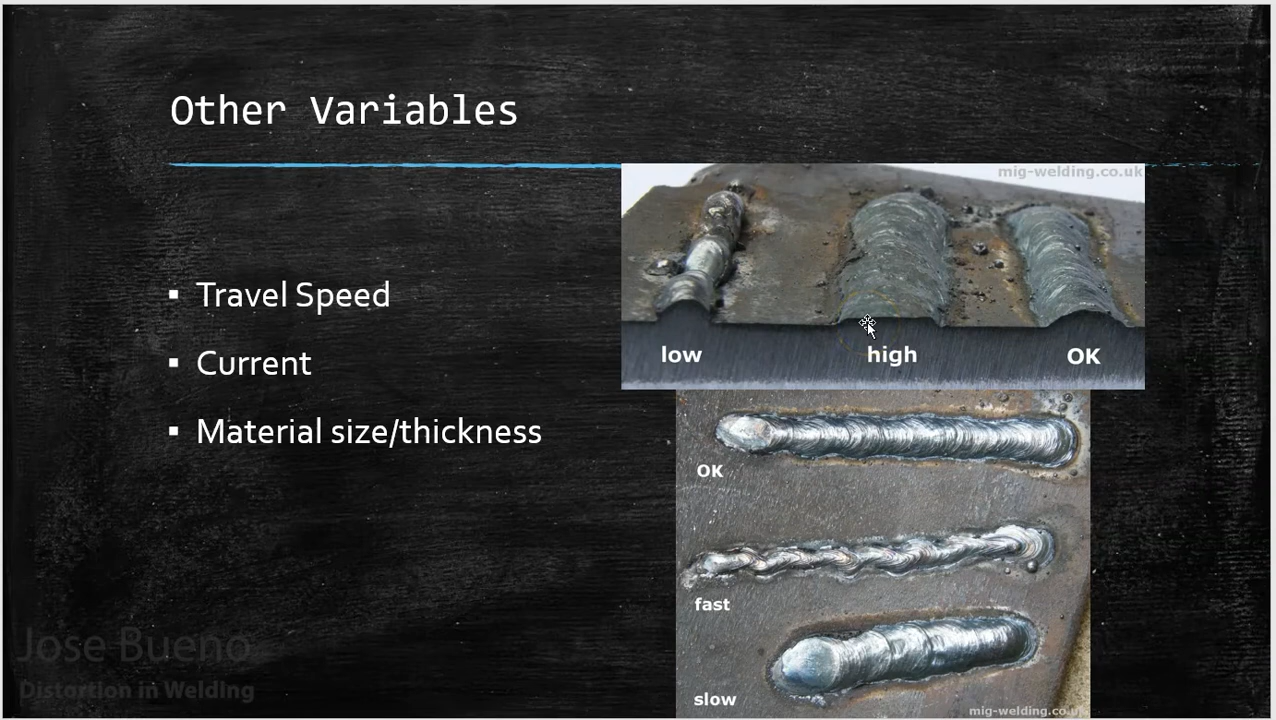 Other Variables
mig-welding.co.uk
▪ Travel Speed
▪ Current
▪ Material size/thickness
low high OK
OK
fast
slow
mig-welding.co.uk
Jose Bueno
Distortion in Welding